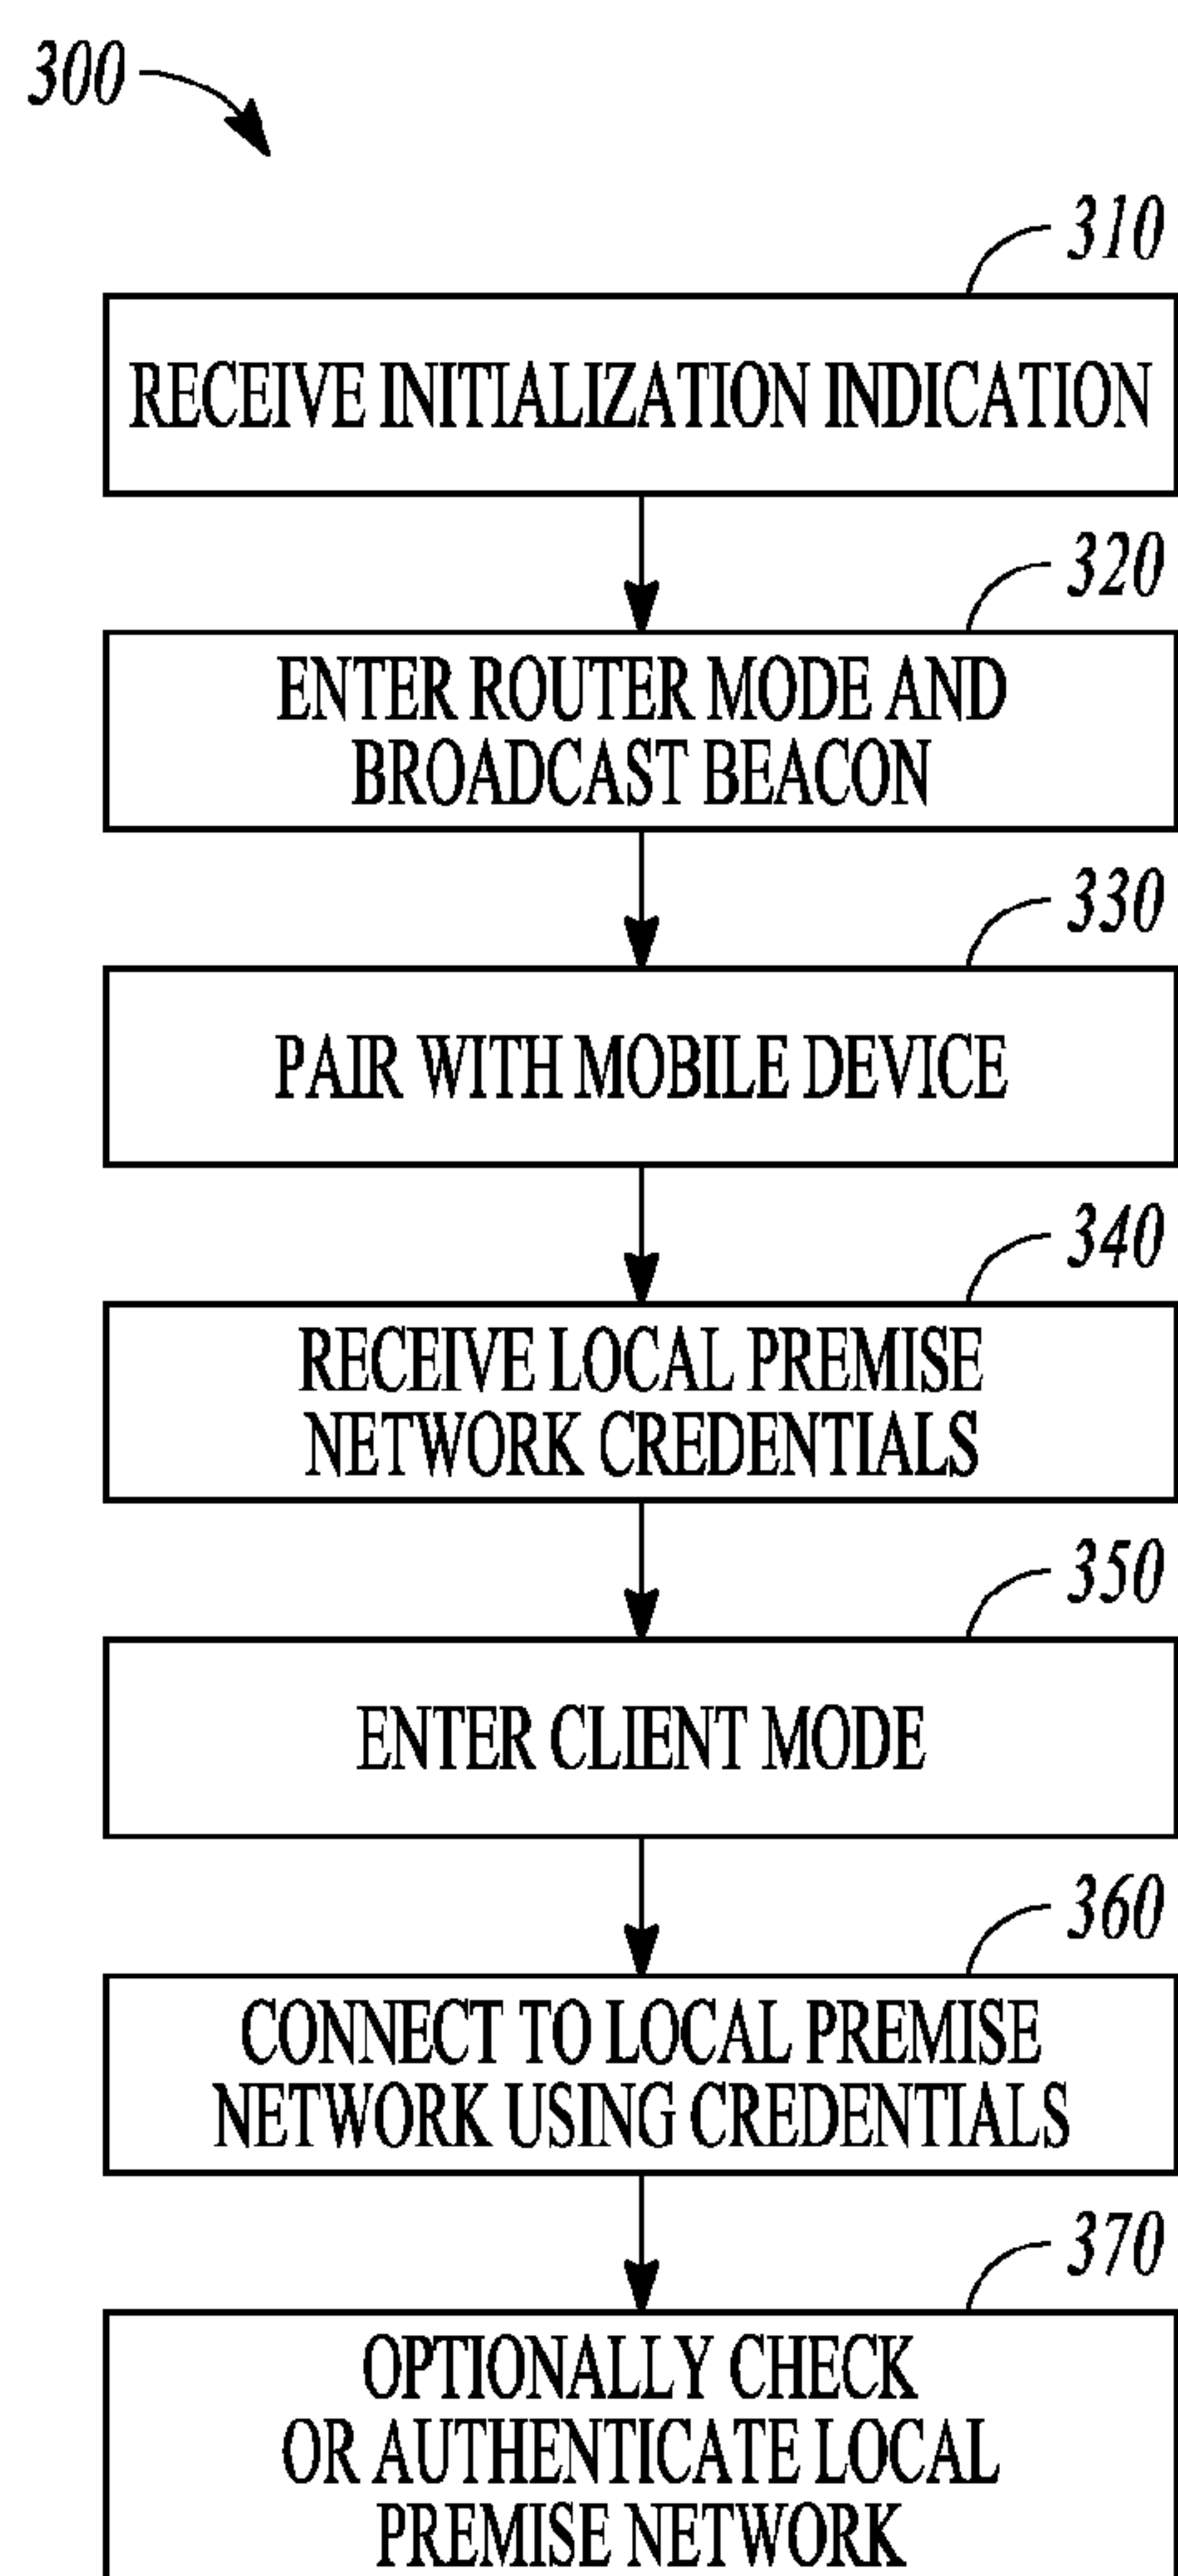 300
310
RECEIVE INITIALIZATION INDICATION
320
ENTER ROUTER MODE AND
BROADCAST BEACON
330
PAIR WITH MOBILE DEVICE
340
RECEIVE LOCAL PREMISE
NETWORK CREDENTIALS
350
ENTER CLIENT MODE
360
CONNECT TO LOCAL PREMISE
NETWORK USING CREDENTIALS
370
OPTIONALLY CHECK
OR AUTHENTICATE LOCAL
PREMISE NETWORK